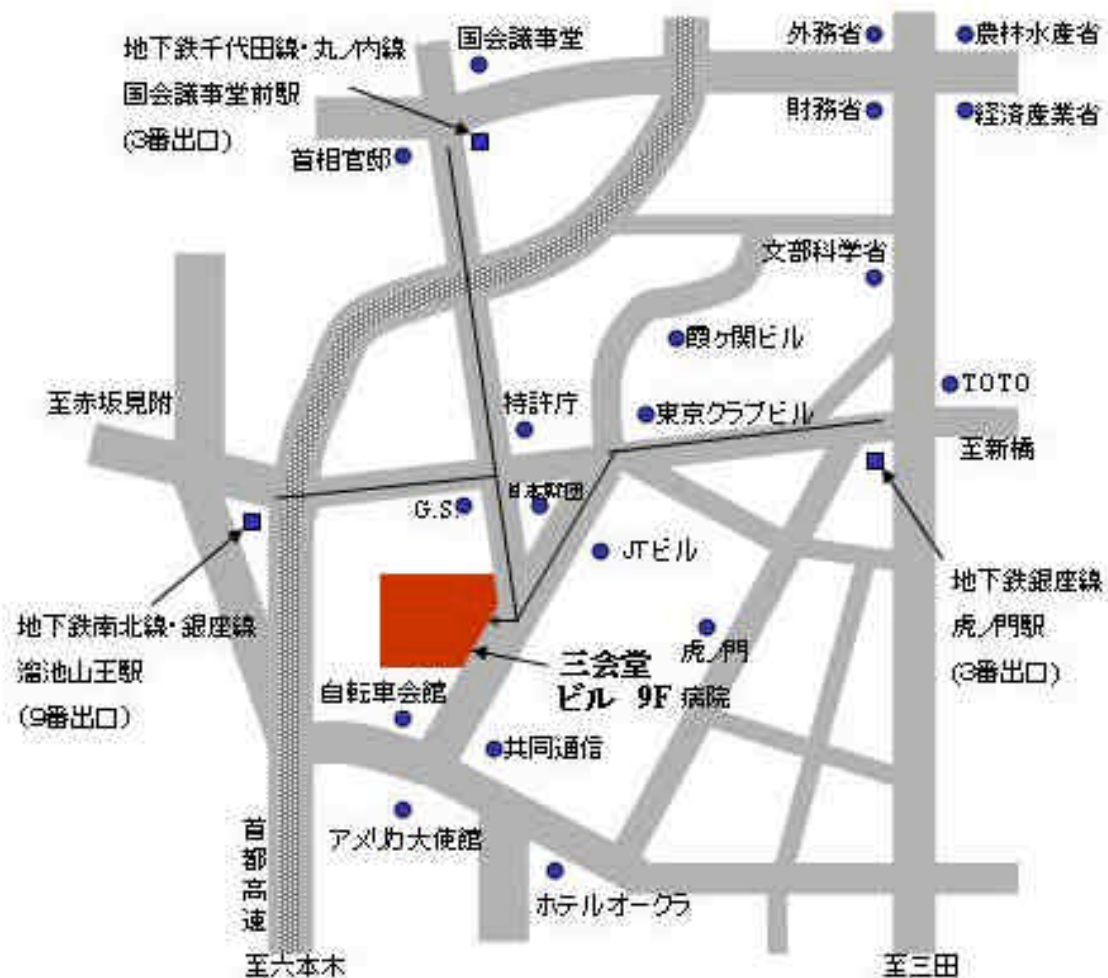 地下鉄千代田線・丸ノ内線
国会議事堂前駅
(3番出口)
国会議事堂
外務省
農林水産省
財務省
経済産業省
首相官邸
文部科学省
霞ヶ関ビル
至赤坂見附
特許庁
東京クラブビル
TOTO
至新橋
G.S.
日本財団
JTビル
地下鉄銀座線
虎ノ門駅
(3番出口)
地下鉄南北線・銀座線
溜池山王駅
(9番出口)
虎ノ門
病院
三会堂
ビル 9F
自転車会館
共同通信
アメリカ大使館
首都高速
ホテルオークラ
至六本木
至三田